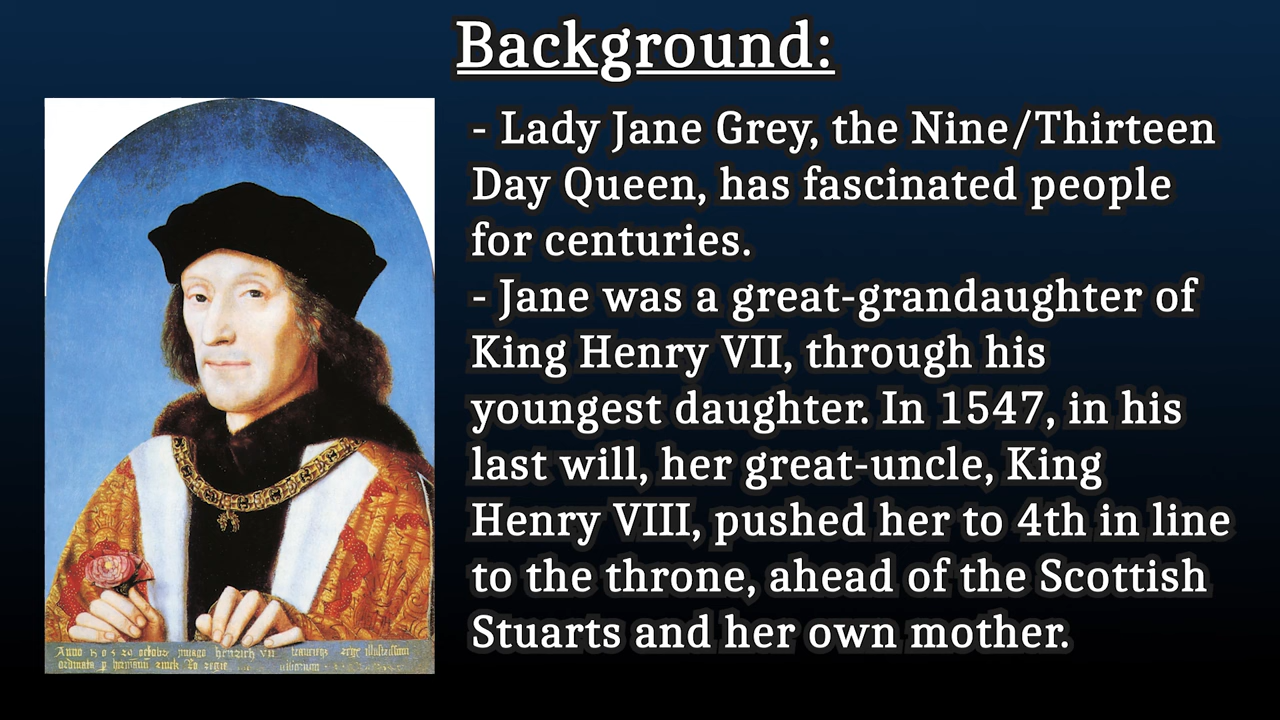 Background:
- Lady Jane Grey, the Nine/Thirteen
Day Queen, has fascinated people
for centuries.
- Jane was a great-grandaughter of
King Henry VII, through his
youngest daughter. In 1547, in his
last will, her great-uncle, King
Henry VIII, pushed her to 4th in line
to the throne, ahead of the Scottish
Stuarts and her own mother.
Anno